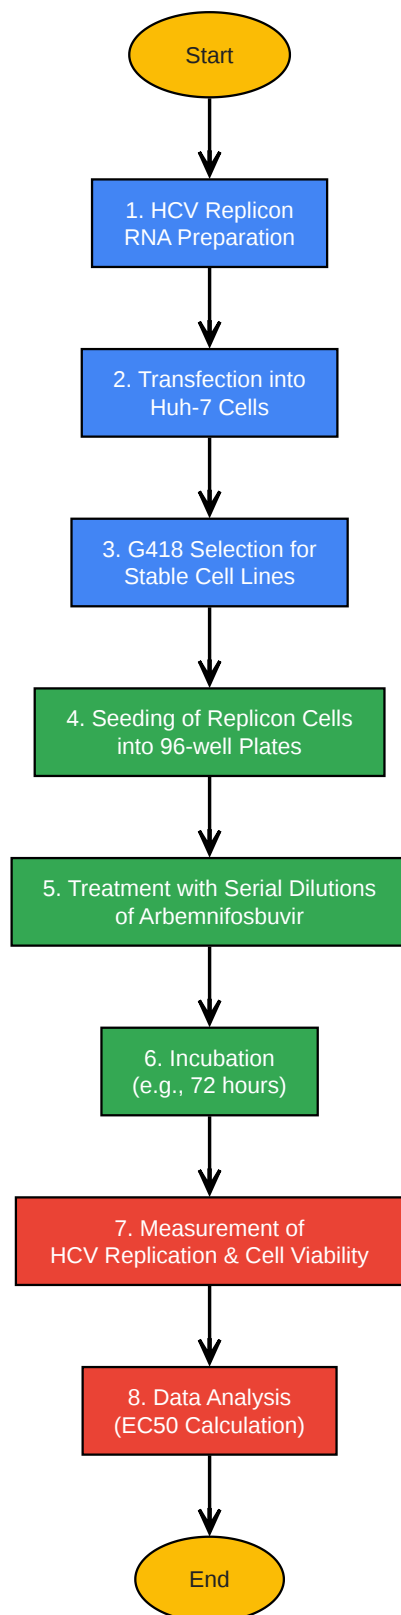 Start
1. HCV Replicon
RNA Preparation
2. Transfection into
Huh-7 Cells
3. G418 Selection for
Stable Cell Lines
4. Seeding of Replicon Cells
into 96-well Plates
5. Treatment with Serial Dilutions
of Arbemnifosbuvir
6. Incubation
(e.g., 72 hours)
7. Measurement of
HCV Replication & Cell Viability
8. Data Analysis
(EC50 Calculation)
End